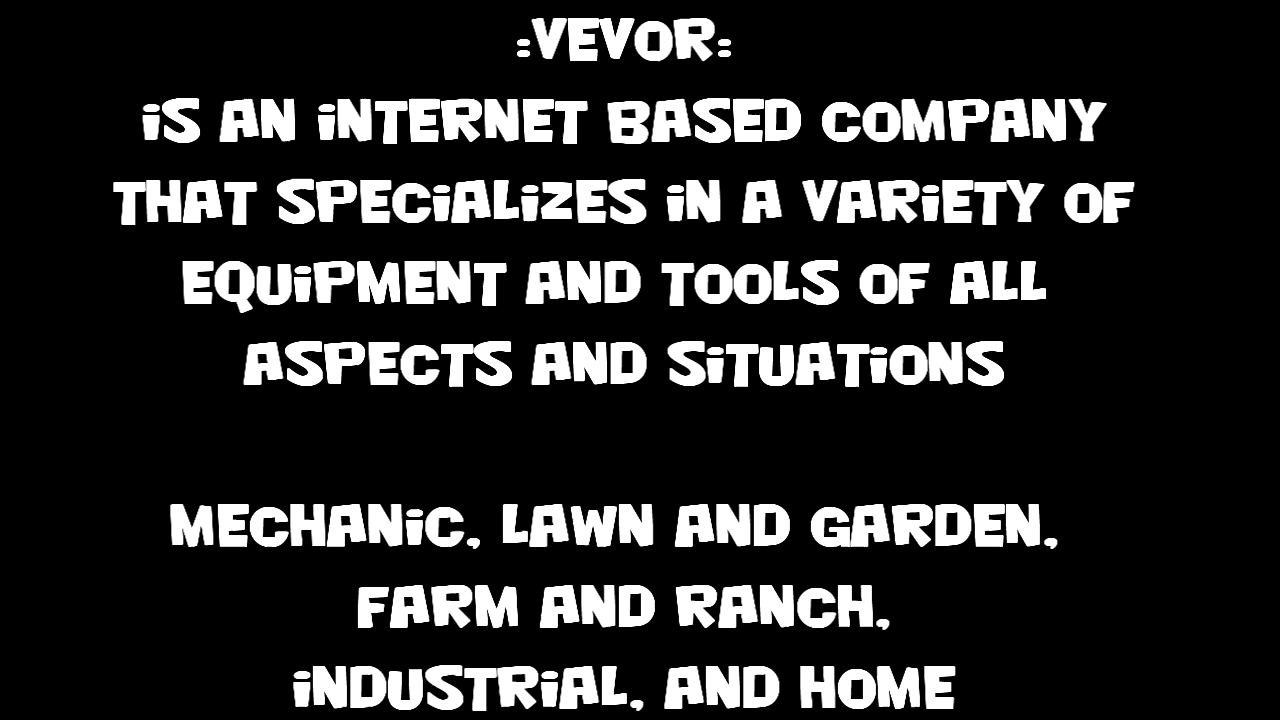 =VEVOR=
iS AN iNTERNET BASED COMPANY
THAT SPECiALiZES iN A VARiETY OF
EQUiPMENT AND TOOLS OF ALL
ASPECTS AND SiTUATiONS
MECHANiC, LAWN AND GARDEN,
FARM AND RANCH,
iNDUSTRiAL, AND HOME